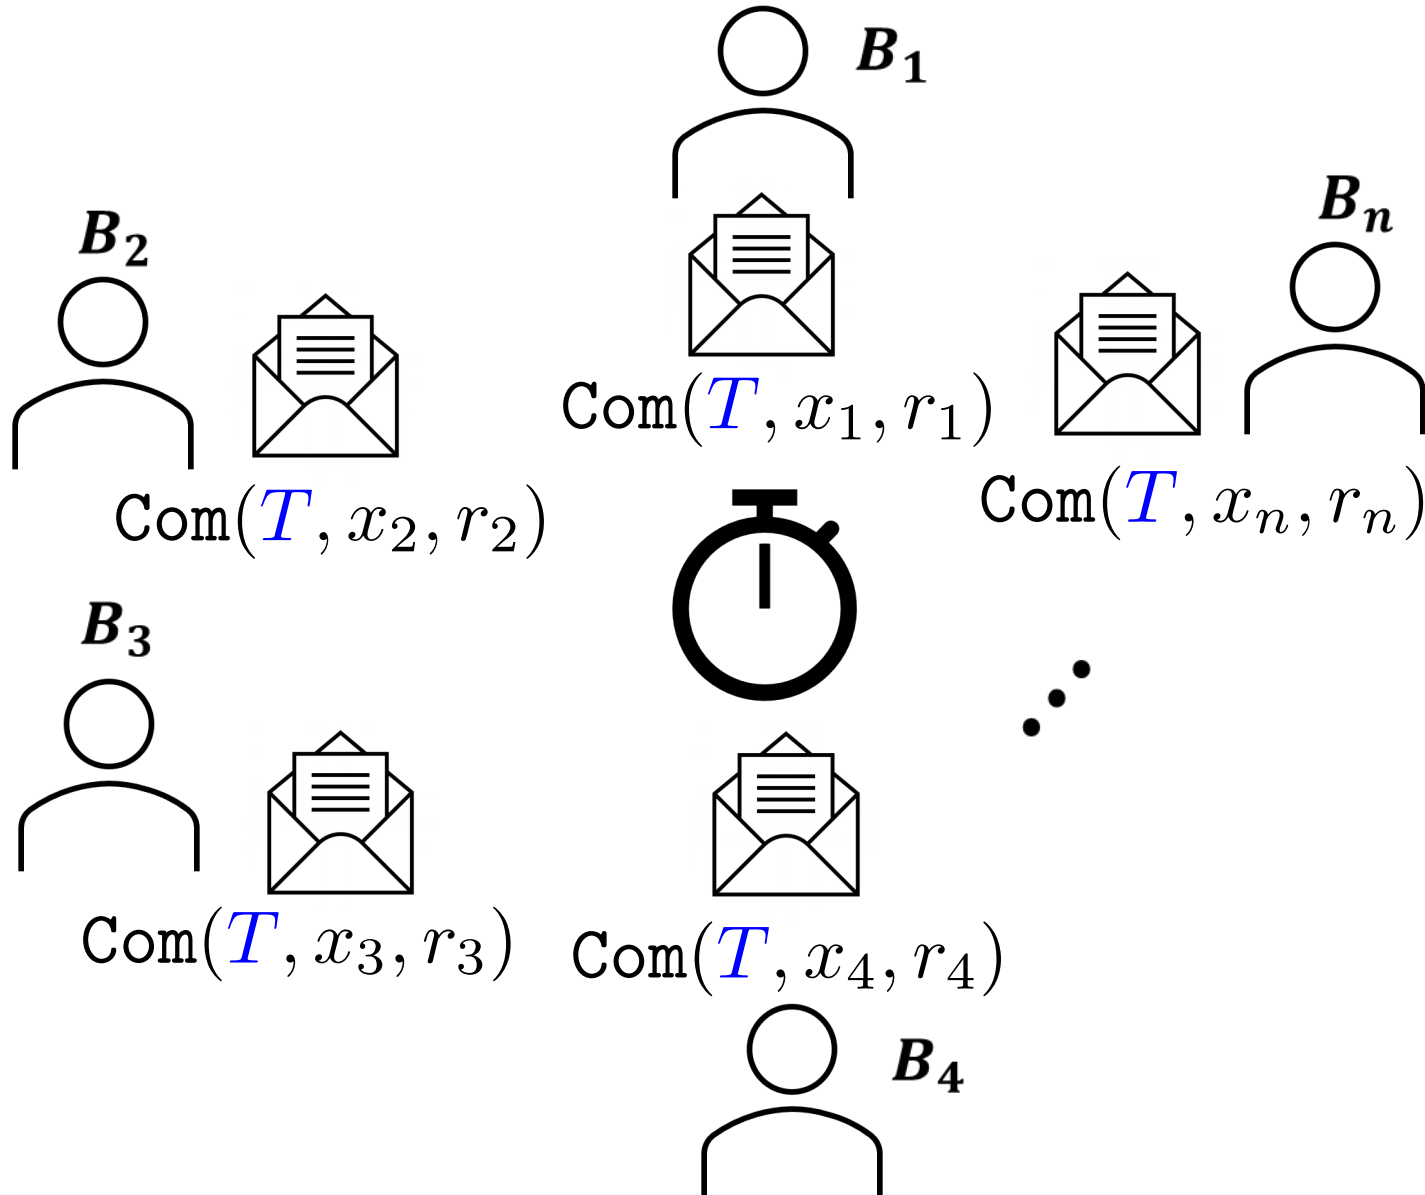 B₁
Bₙ
B₂
Com(T, x₁, r₁)
Com(T, xₙ, rₙ)
Com(T, x₂, r₂)
B₃
Com(T, x₃, r₃)
Com(T, x₄, r₄)
B₄